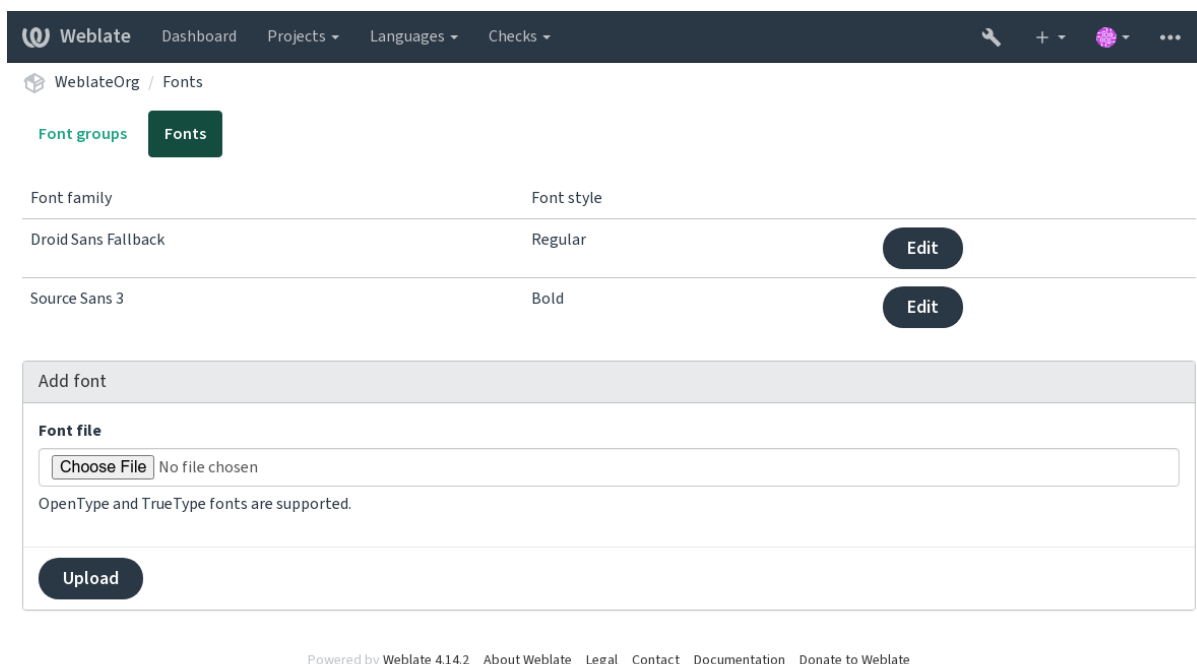 Weblate Dashboard Projects Languages Checks
WeblateOrg / Fonts
Font groups Fonts
Font family Font style
Droid Sans Fallback Regular Edit
Source Sans 3 Bold Edit
Add font
Font file
Choose File No file chosen
OpenType and TrueType fonts are supported.
Upload
Powered by Weblate 4.14.2 About Weblate Legal Contact Documentation Donate to Weblate